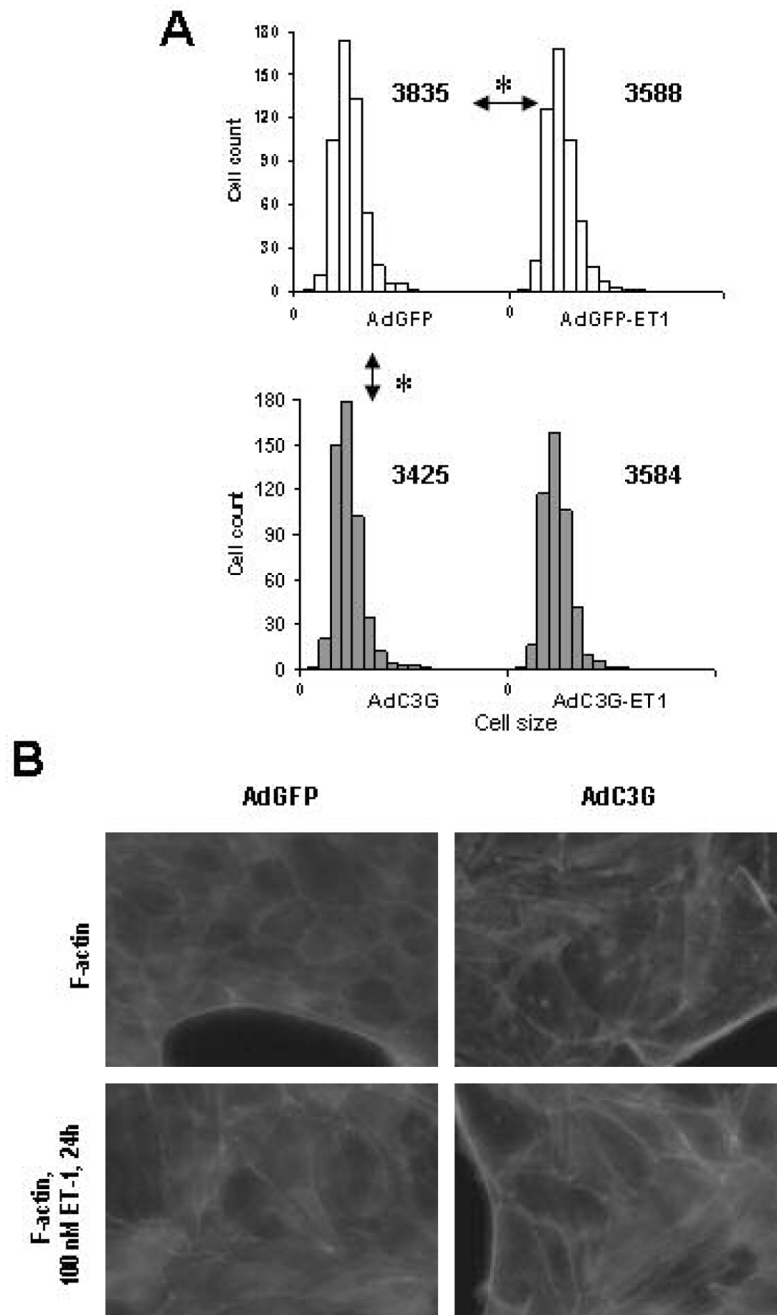 A
180
150
120
90
60
30
0
Cell count
3835
*
3588
0
0
AdGFP
AdGFP-ET1
*
180
150
120
90
60
30
0
Cell count
3425
3584
0
0
AdC3G
AdC3G-ET1
Cell size
B
AdGFP
AdC3G
F-actin
F-actin,
100 nM ET-1, 24h